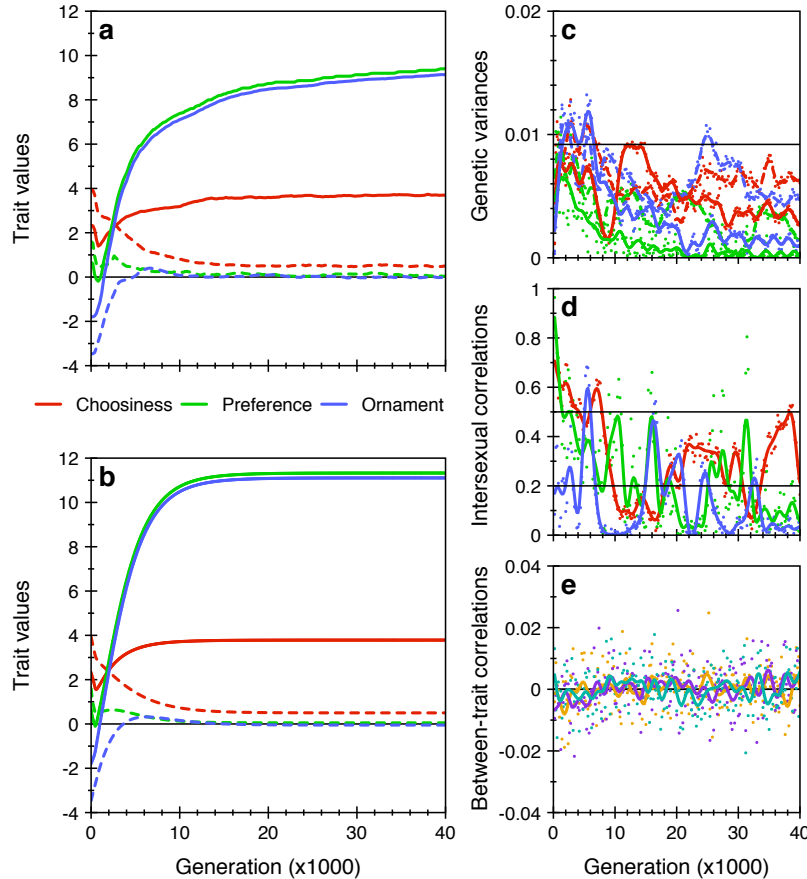 a
12
10
8
6
4
2
0
-2
-4
Trait values
Choosiness Preference Ornament
b
12
10
8
6
4
2
0
-2
-4
Trait values
0 10 20 30 40
Generation (x1000)
c
0.02
0.01
0
Genetic variances
d
1
0.8
0.6
0.4
0.2
0
Intersexual correlations
e
0.04
0.02
0
-0.02
-0.04
Between-trait correlations
0 10 20 30 40
Generation (x1000)